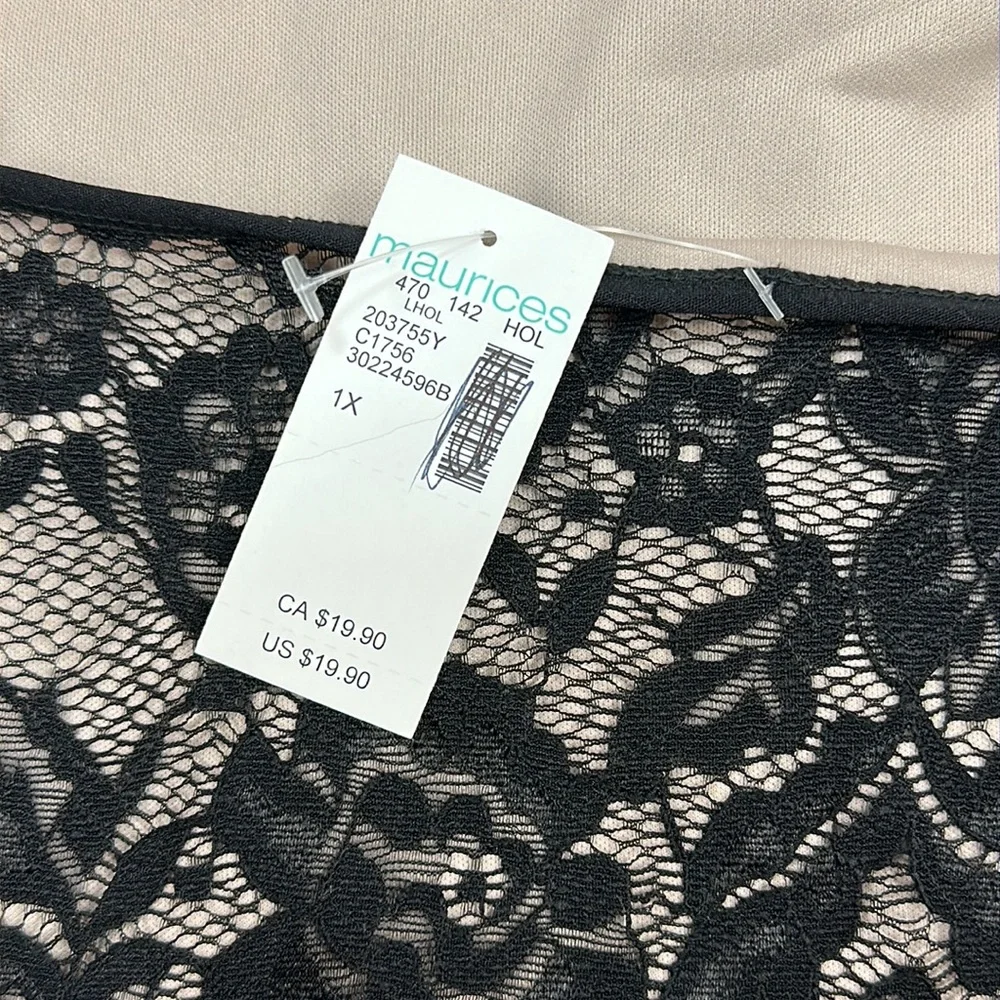 maurices
470 142 HOL
LHOL
203755Y
C1756
30224596B
1X
CA $19.90
US $19.90